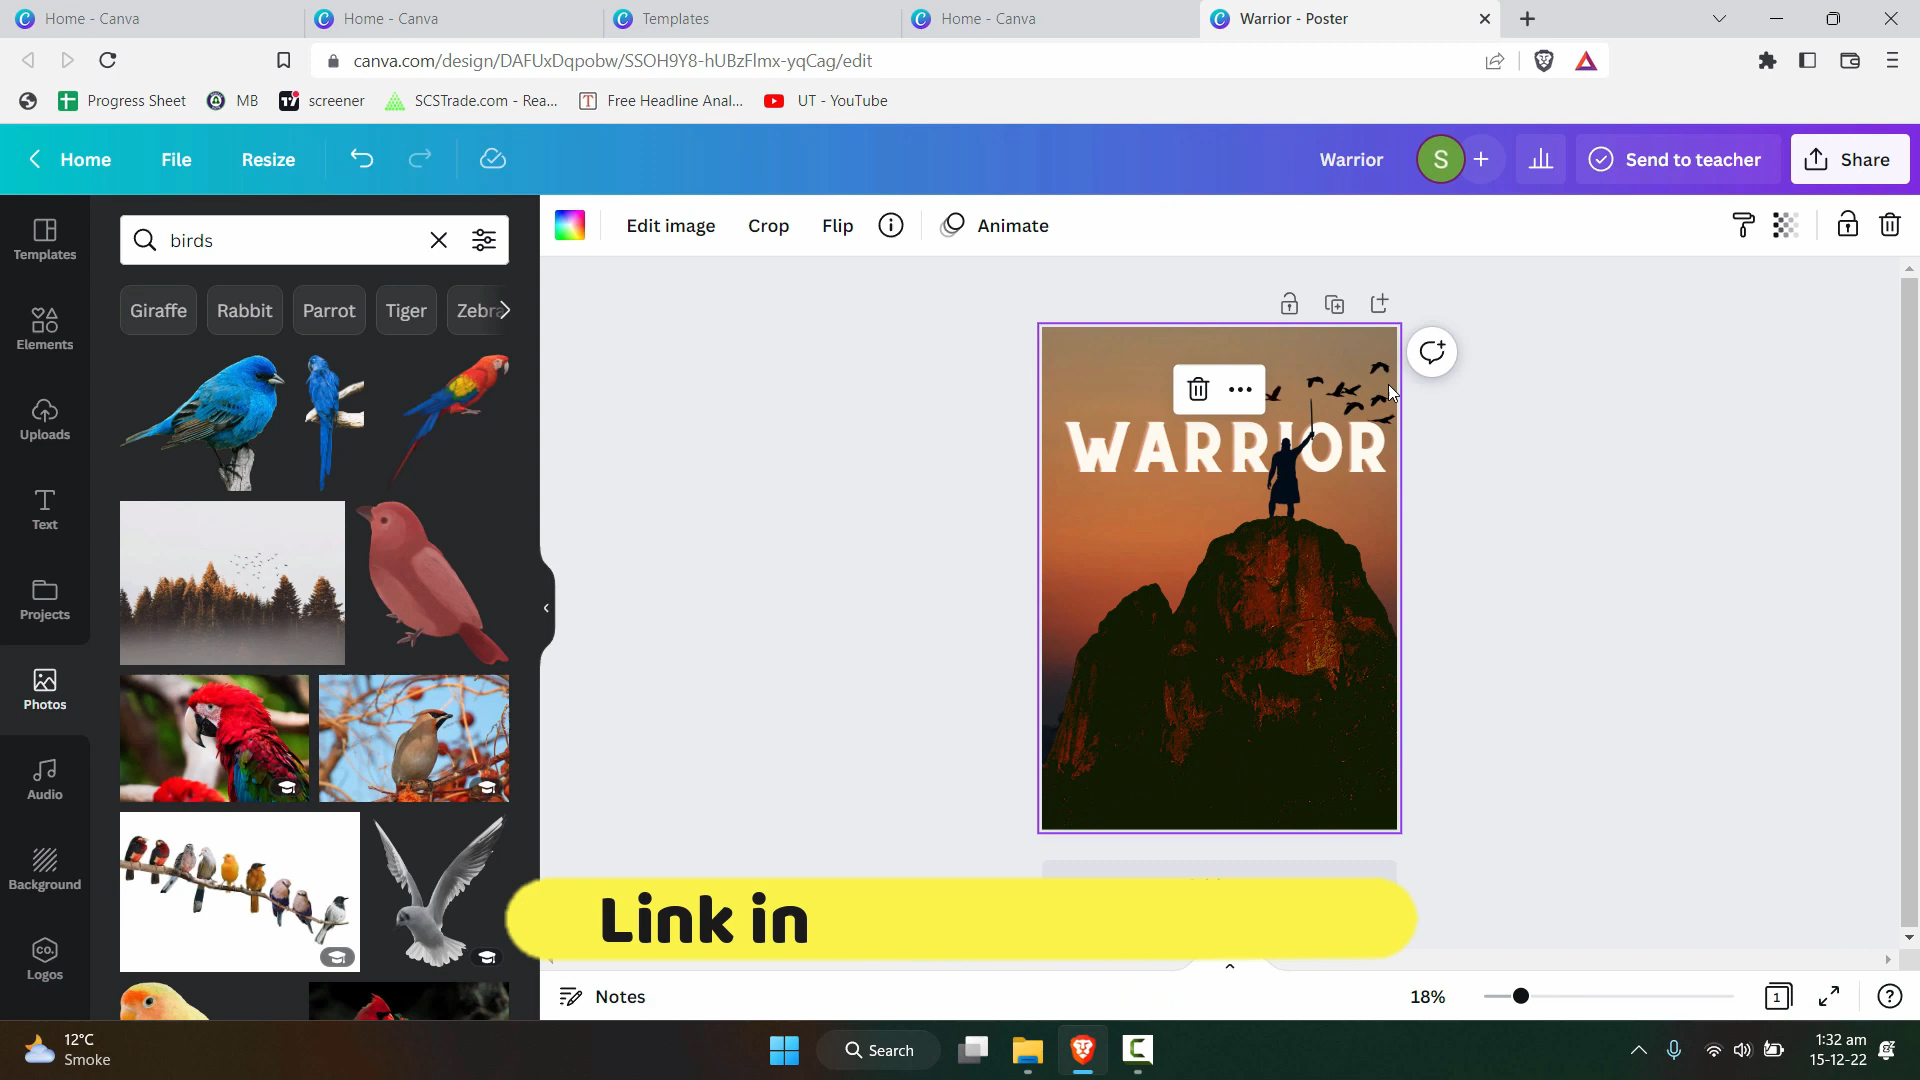 Home - Canva
Home - Canva
Templates
Home - Canva
Warrior - Poster
canva.com/design/DAFUxDqpobw/SSOH9Y8-hUBzFlmx-yqCag/edit
Progress Sheet
MB
screener
SCSTrade.com - Rea...
Free Headline Anal...
UT - YouTube
Home
File
Resize
Warrior
S
Send to teacher
Share
Templates
Elements
Uploads
Text
Projects
Photos
Audio
Background
CO.
Logos
birds
Giraffe
Rabbit
Parrot
Tiger
Zebra
Edit image
Crop
Flip
Animate
WARRIOR
Link in
Notes
18%
1
12°C
Smoke
Search
1:32 am
15-12-22